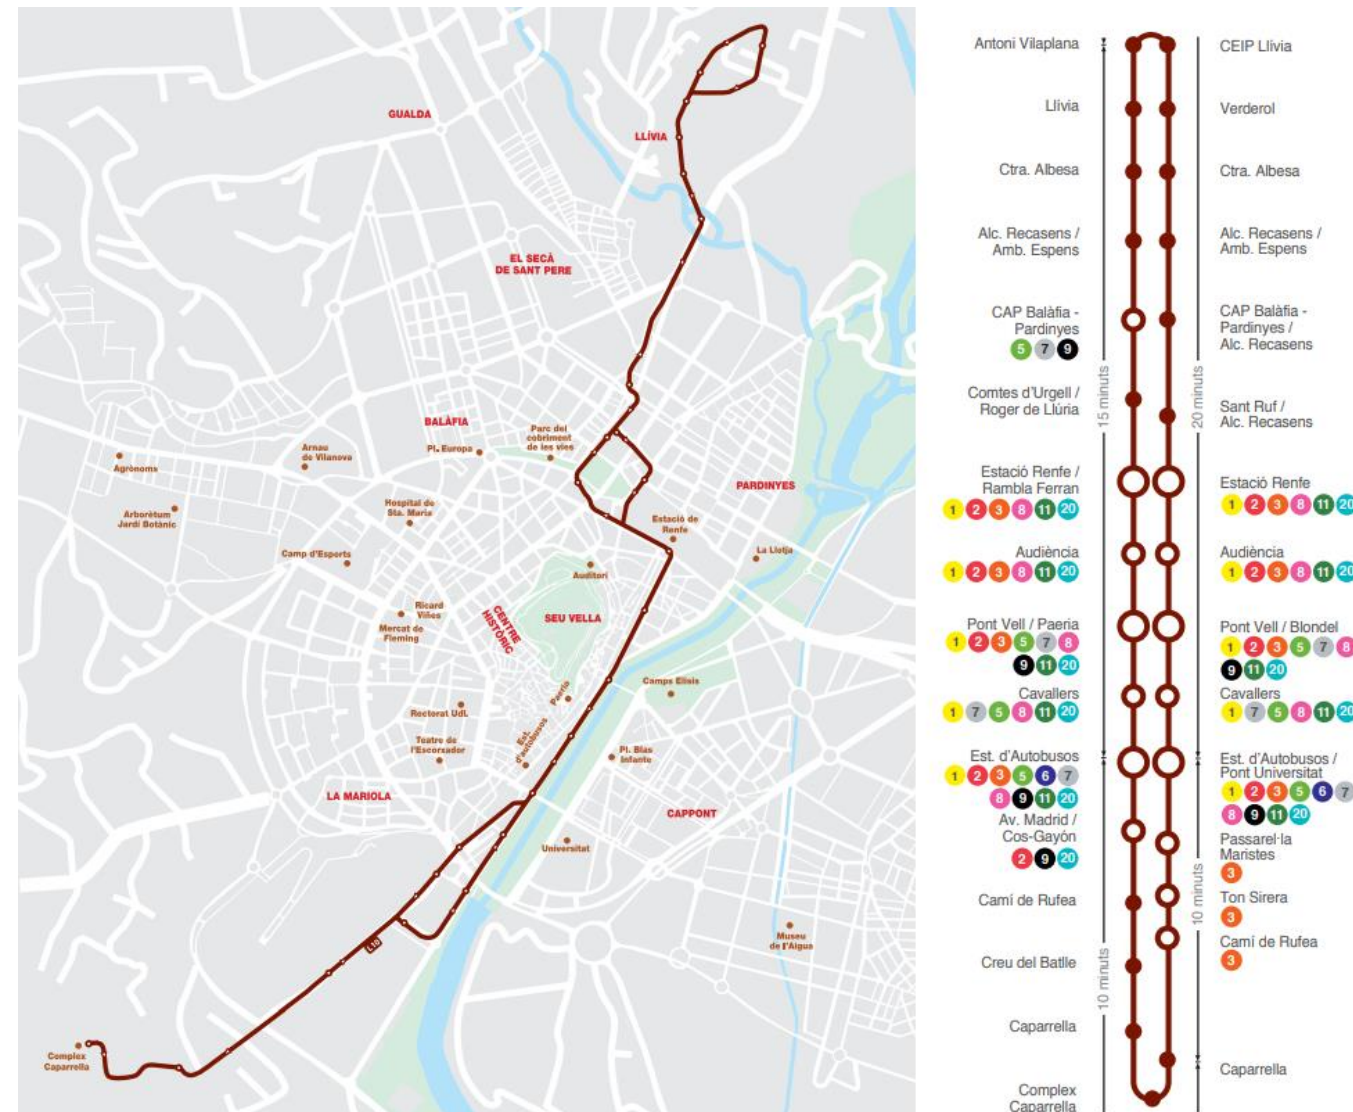 GUALDA
LLÍVIA
EL SECÀ
DE SANT PERE
BALÀFIA
Parc del
cobriment
de les vies
Pl. Europa
Arnau
de Vilanova
Agrònoms
Arborètum
Jardí Botànic
Hospital de
Sta. Maria
PARDINYES
Estació de
Renfe
La Llotja
Camp d'Esports
Auditori
Ricard
Viñes
Mercat de
Fleming
CENTRE
HISTÒRIC
SEU VELLA
Camps Elisis
Paeria
Rectorat UdL
Teatre de
l'Escorxador
Est.
d'autobusos
Pl. Blas
Infante
LA MARIOLA
CAPPONT
Universitat
Museu
de l'Aigua
L10
Complex
Caparrella
Antoni Vilaplana
Llívia
Ctra. Albesa
Alc. Recasens /
Amb. Espens
CAP Balàfia -
Pardinyes
5 7 9
Comtes d'Urgell /
Roger de Llúria
Estació Renfe /
Rambla Ferran
1 2 3 8 11 20
Audiència
1 2 3 8 11 20
Pont Vell / Paeria
1 2 3 5 7 8
9 11 20
Cavallers
1 7 5 8 11 20
Est. d'Autobusos
1 2 3 5 6 7
8 9 11 20
Av. Madrid /
Cos-Gayón
2 9 20
Camí de Rufea
Creu del Batlle
Caparrella
Complex
Caparrella
15 minuts
10 minuts
20 minuts
10 minuts
CEIP Llívia
Verderol
Ctra. Albesa
Alc. Recasens /
Amb. Espens
CAP Balàfia -
Pardinyes /
Alc. Recasens
Sant Ruf /
Alc. Recasens
Estació Renfe
1 2 3 8 11 20
Audiència
1 2 3 8 11 20
Pont Vell / Blondel
1 2 3 5 7 8
9 11 20
Cavallers
1 7 5 8 11 20
Est. d'Autobusos /
Pont Universitat
1 2 3 5 6 7
8 9 11 20
Passarel·la
Maristes
3
Ton Sirera
3
Camí de Rufea
3
Caparrella